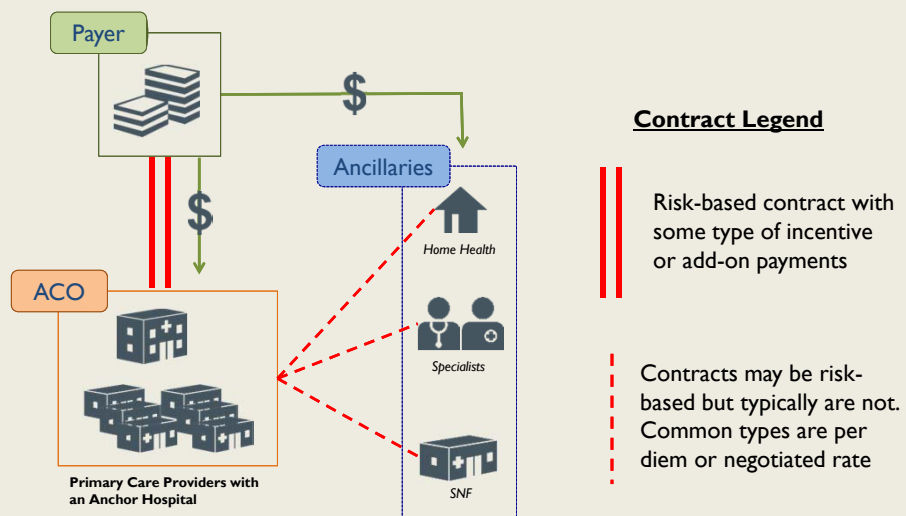 Payer
$
Contract Legend
Ancillaries
Risk-based contract with
some type of incentive
or add-on payments
$
Home Health
ACO
Specialists
Contracts may be risk-
based but typically are not.
Common types are per
diem or negotiated rate
Primary Care Providers with
an Anchor Hospital
SNF